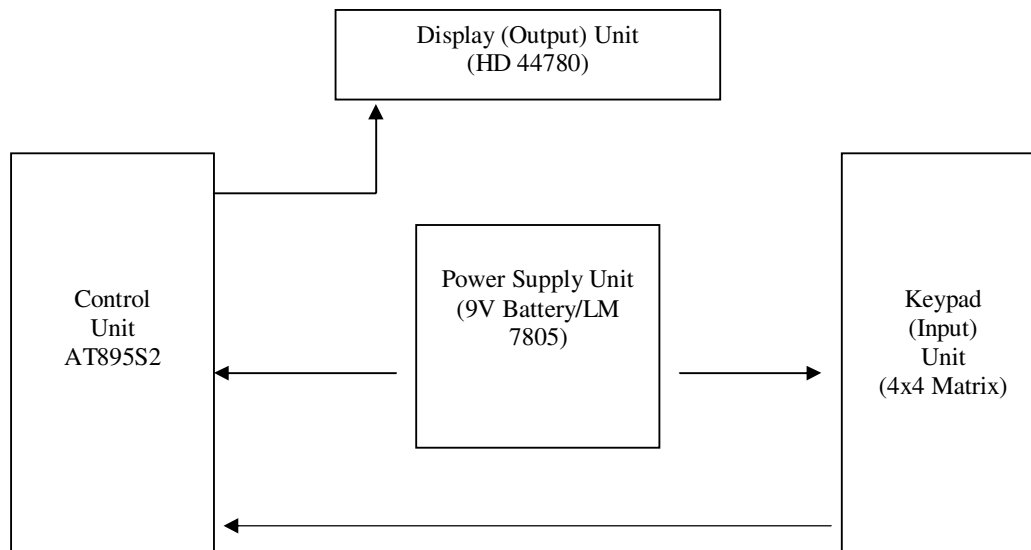 Display (Output) Unit
(HD 44780)
Power Supply Unit
(9V Battery/LM
7805)
Control
Unit
AT895S2
Keypad
(Input)
Unit
(4x4 Matrix)